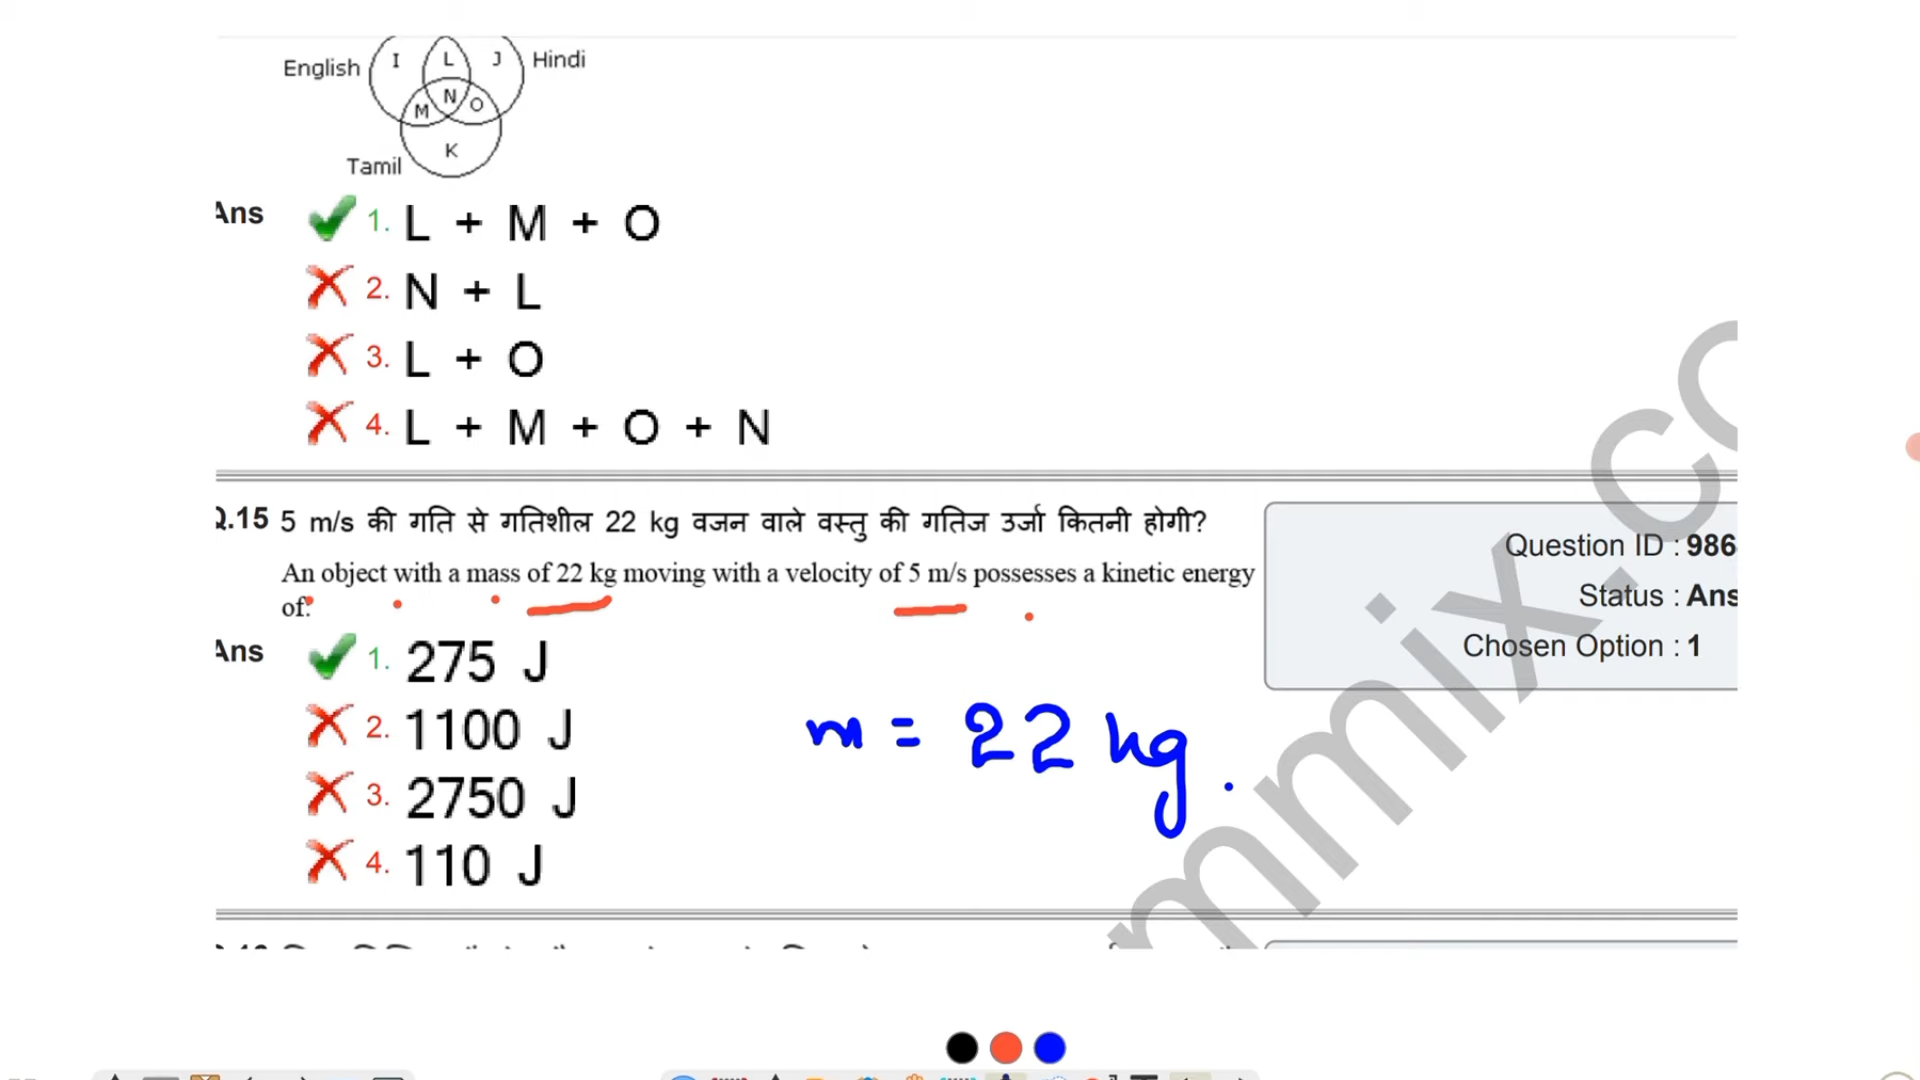 English I L J Hindi
M N O
K
Tamil
Ans 1. L + M + O
2. N + L
3. L + O
4. L + M + O + N
Q.15 5 m/s की गति से गतिशील 22 kg वजन वाले वस्तु की गतिज उर्जा कितनी होगी?
An object with a mass of 22 kg moving with a velocity of 5 m/s possesses a kinetic energy
of:
Question ID : 986
Status : Ans
Chosen Option : 1
Ans 1. 275 J
2. 1100 J
3. 2750 J
4. 110 J
m = 22 kg.
mmix.co